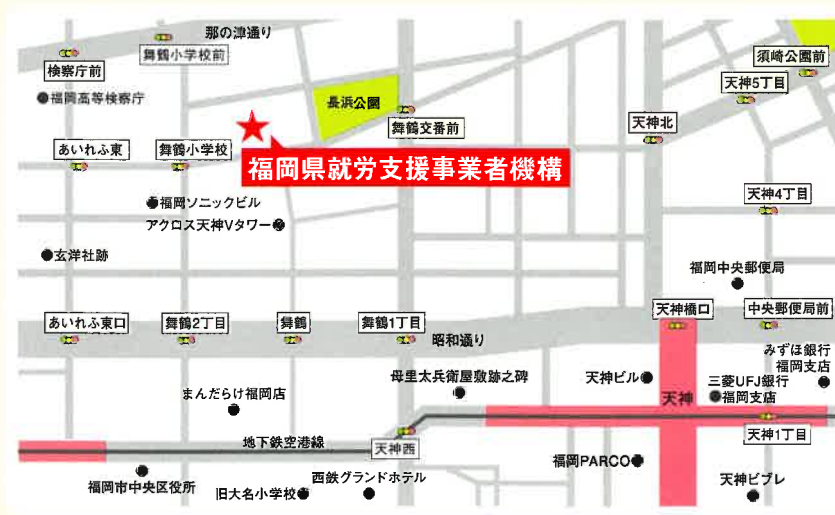 那の津通り
舞鶴小学校前
検察庁前
福岡高等検察庁
長浜公園
須崎公園前
天神5丁目
舞鶴交番前
天神北
あいれふ東
舞鶴小学校
福岡県就労支援事業者機構
福岡ソニックビル
アクロス天神Vタワー
天神4丁目
玄洋社跡
福岡中央郵便局
あいれふ東口
舞鶴2丁目
舞鶴
舞鶴1丁目
昭和通り
天神橋口
中央郵便局前
みずほ銀行
福岡支店
母里太兵衛屋敷跡之碑
天神ビル
三菱UFJ銀行
福岡支店
まんだらけ福岡店
天神
地下鉄空港線
天神西
天神1丁目
福岡市中央区役所
旧大名小学校
西鉄グランドホテル
福岡PARCO
天神ビブレ